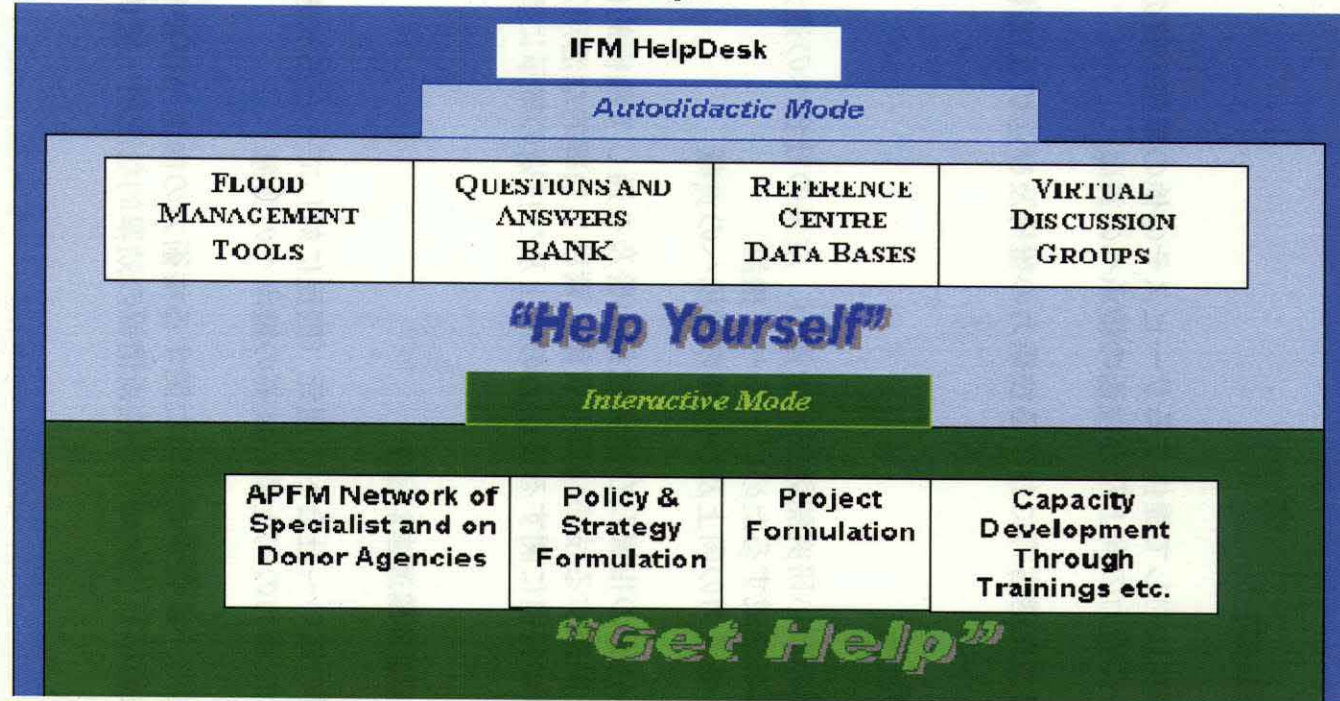 IFM HelpDesk
Autodidactic Mode
FLOOD
MANAGEMENT
TOOLS
QUESTIONS AND
ANSWERS
BANK
REFERENCE
CENTRE
DATA BASES
VIRTUAL
DISCUSSION
GROUPS
“Help Yourself”
Interactive Mode
APFM Network of
Specialist and on
Donor Agencies
Policy &
Strategy
Formulation
Project
Formulation
Capacity
Development
Through
Trainings etc.
“Get Help”